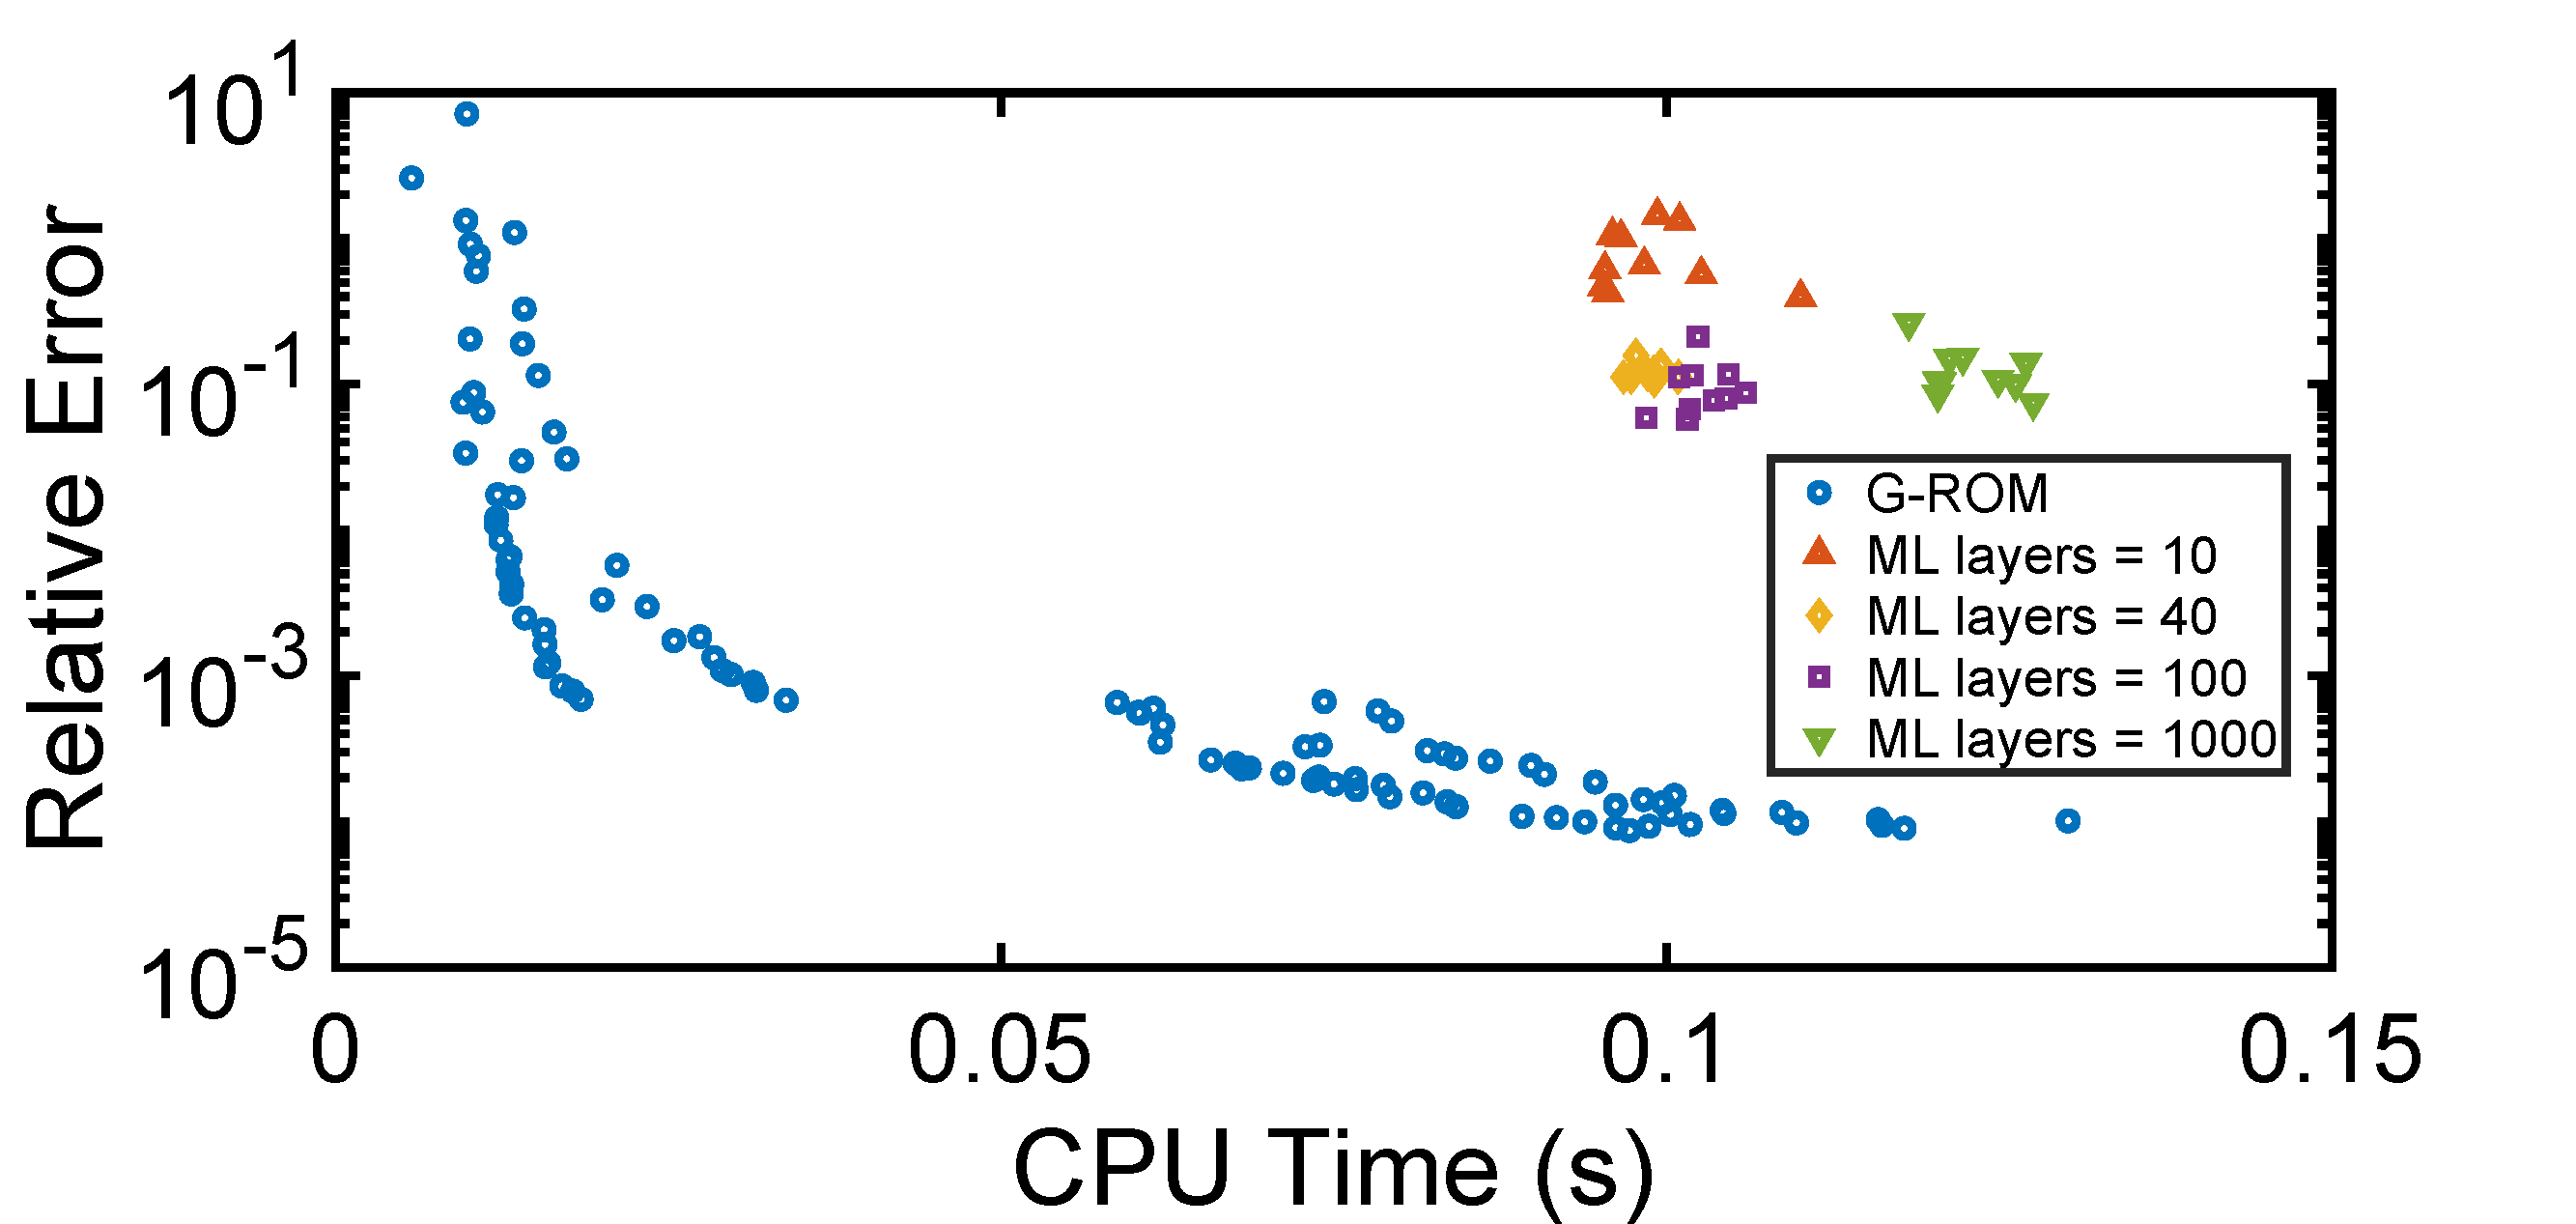 Relative Error
10^1
10^-1
10^-3
10^-5
0
0.05
0.1
0.15
CPU Time (s)
G-ROM
ML layers = 10
ML layers = 40
ML layers = 100
ML layers = 1000